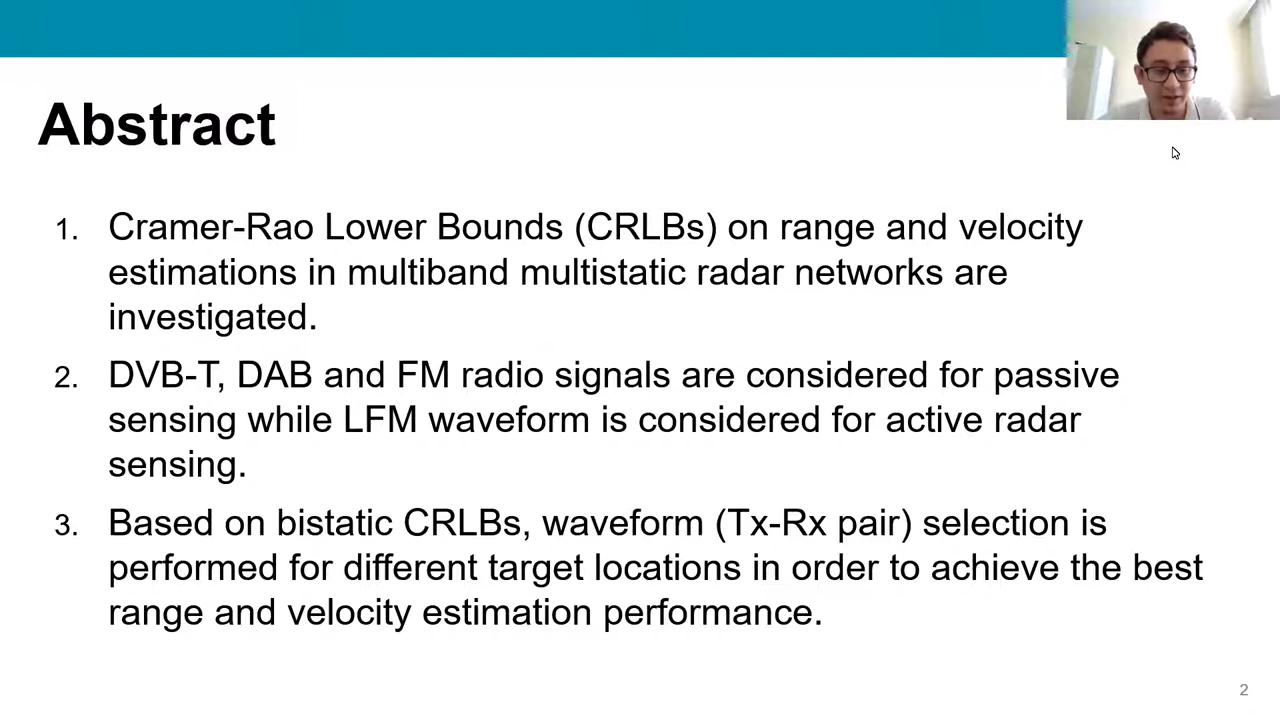 Abstract
1. Cramer-Rao Lower Bounds (CRLBs) on range and velocity
estimations in multiband multistatic radar networks are
investigated.
2. DVB-T, DAB and FM radio signals are considered for passive
sensing while LFM waveform is considered for active radar
sensing.
3. Based on bistatic CRLBs, waveform (Tx-Rx pair) selection is
performed for different target locations in order to achieve the best
range and velocity estimation performance.
2